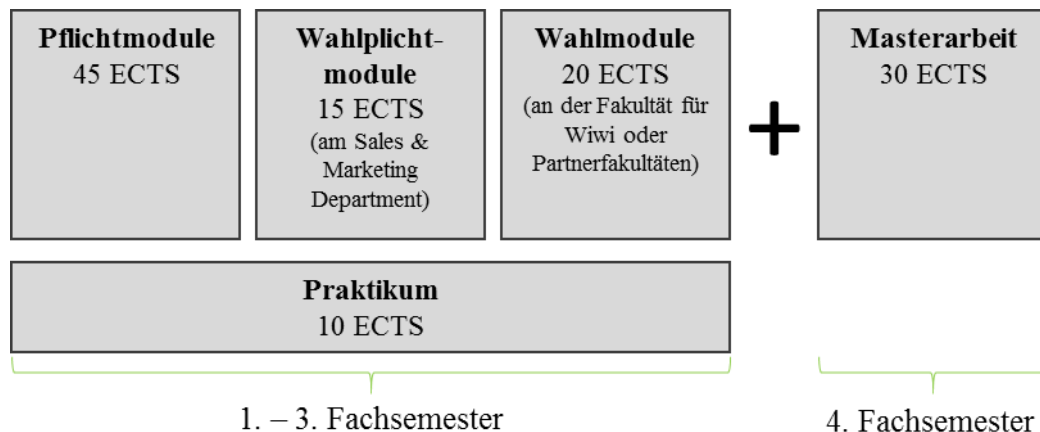 Pflichtmodule
45 ECTS
Wahlplicht-
module
15 ECTS
(am Sales &
Marketing
Department)
Wahlmodule
20 ECTS
(an der Fakultät für
Wiwi oder
Partnerfakultäten)
+
Masterarbeit
30 ECTS
Praktikum
10 ECTS
1. – 3. Fachsemester
4. Fachsemester